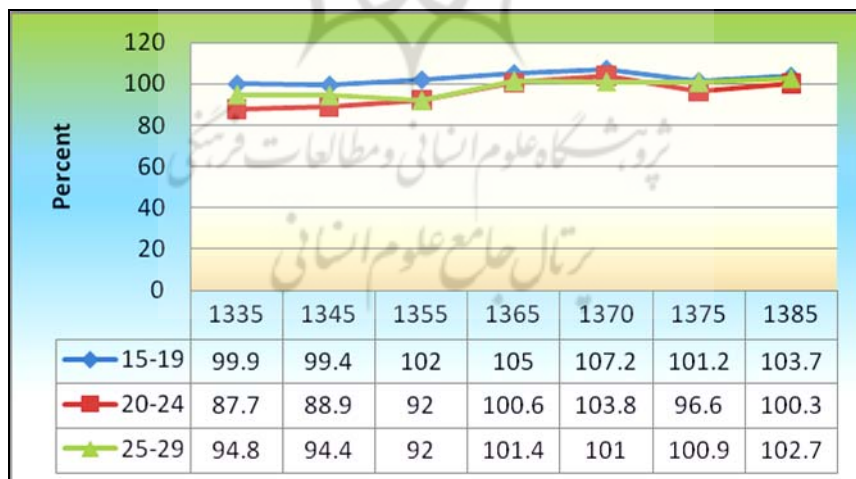 120
100
80
60
40
20
0
Percent
پژوهشگاه علوم انسانی و مطالعات فرهنگی
پرتال جامع علوم انسانی
1335 1345 1355 1365 1370 1375 1385
15-19 99.9 99.4 102 105 107.2 101.2 103.7
20-24 87.7 88.9 92 100.6 103.8 96.6 100.3
25-29 94.8 94.4 92 101.4 101 100.9 102.7